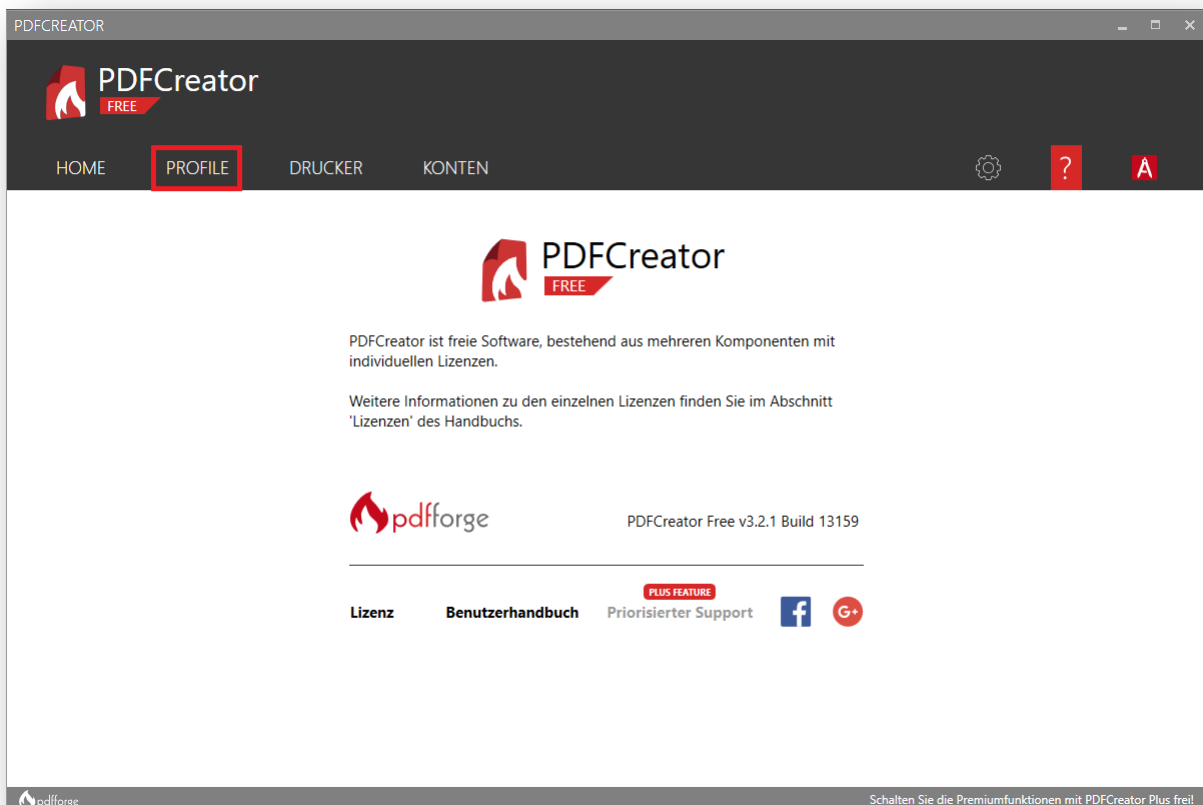 PDFCREATOR
PDFCreator
FREE
HOME PROFILE DRUCKER KONTEN ?
PDFCreator
FREE
PDFCreator ist freie Software, bestehend aus mehreren Komponenten mit
individuellen Lizenzen.
Weitere Informationen zu den einzelnen Lizenzen finden Sie im Abschnitt
'Lizenzen' des Handbuchs.
pdfforge PDFCreator Free v3.2.1 Build 13159
PLUS FEATURE
Lizenz Benutzerhandbuch Priorisierter Support f G+
pdfforge Schalten Sie die Premiumfunktionen mit PDFCreator Plus frei!